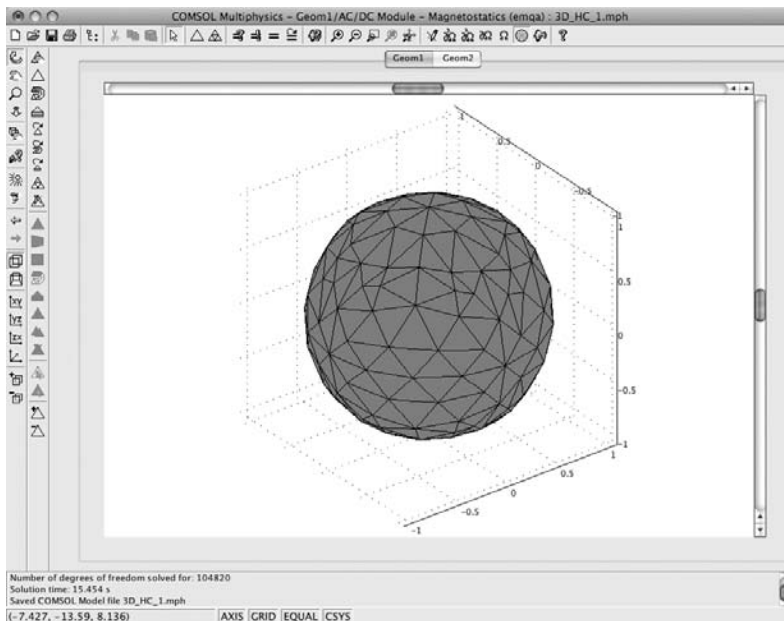 COMSOL Multiphysics – Geom1/AC/DC Module – Magnetostatics (emqa) : 3D_HC_1.mph
Geom1 Geom2
1
0.5
0
-0.5
-1
1
0.5
0
-0.5
-1
1
0.5
0
-0.5
-1
Number of degrees of freedom solved for: 104820
Solution time: 15.454 s
Saved COMSOL Model file 3D_HC_1.mph
(-7.427, -13.59, 8.136) AXIS GRID EQUAL CSYS